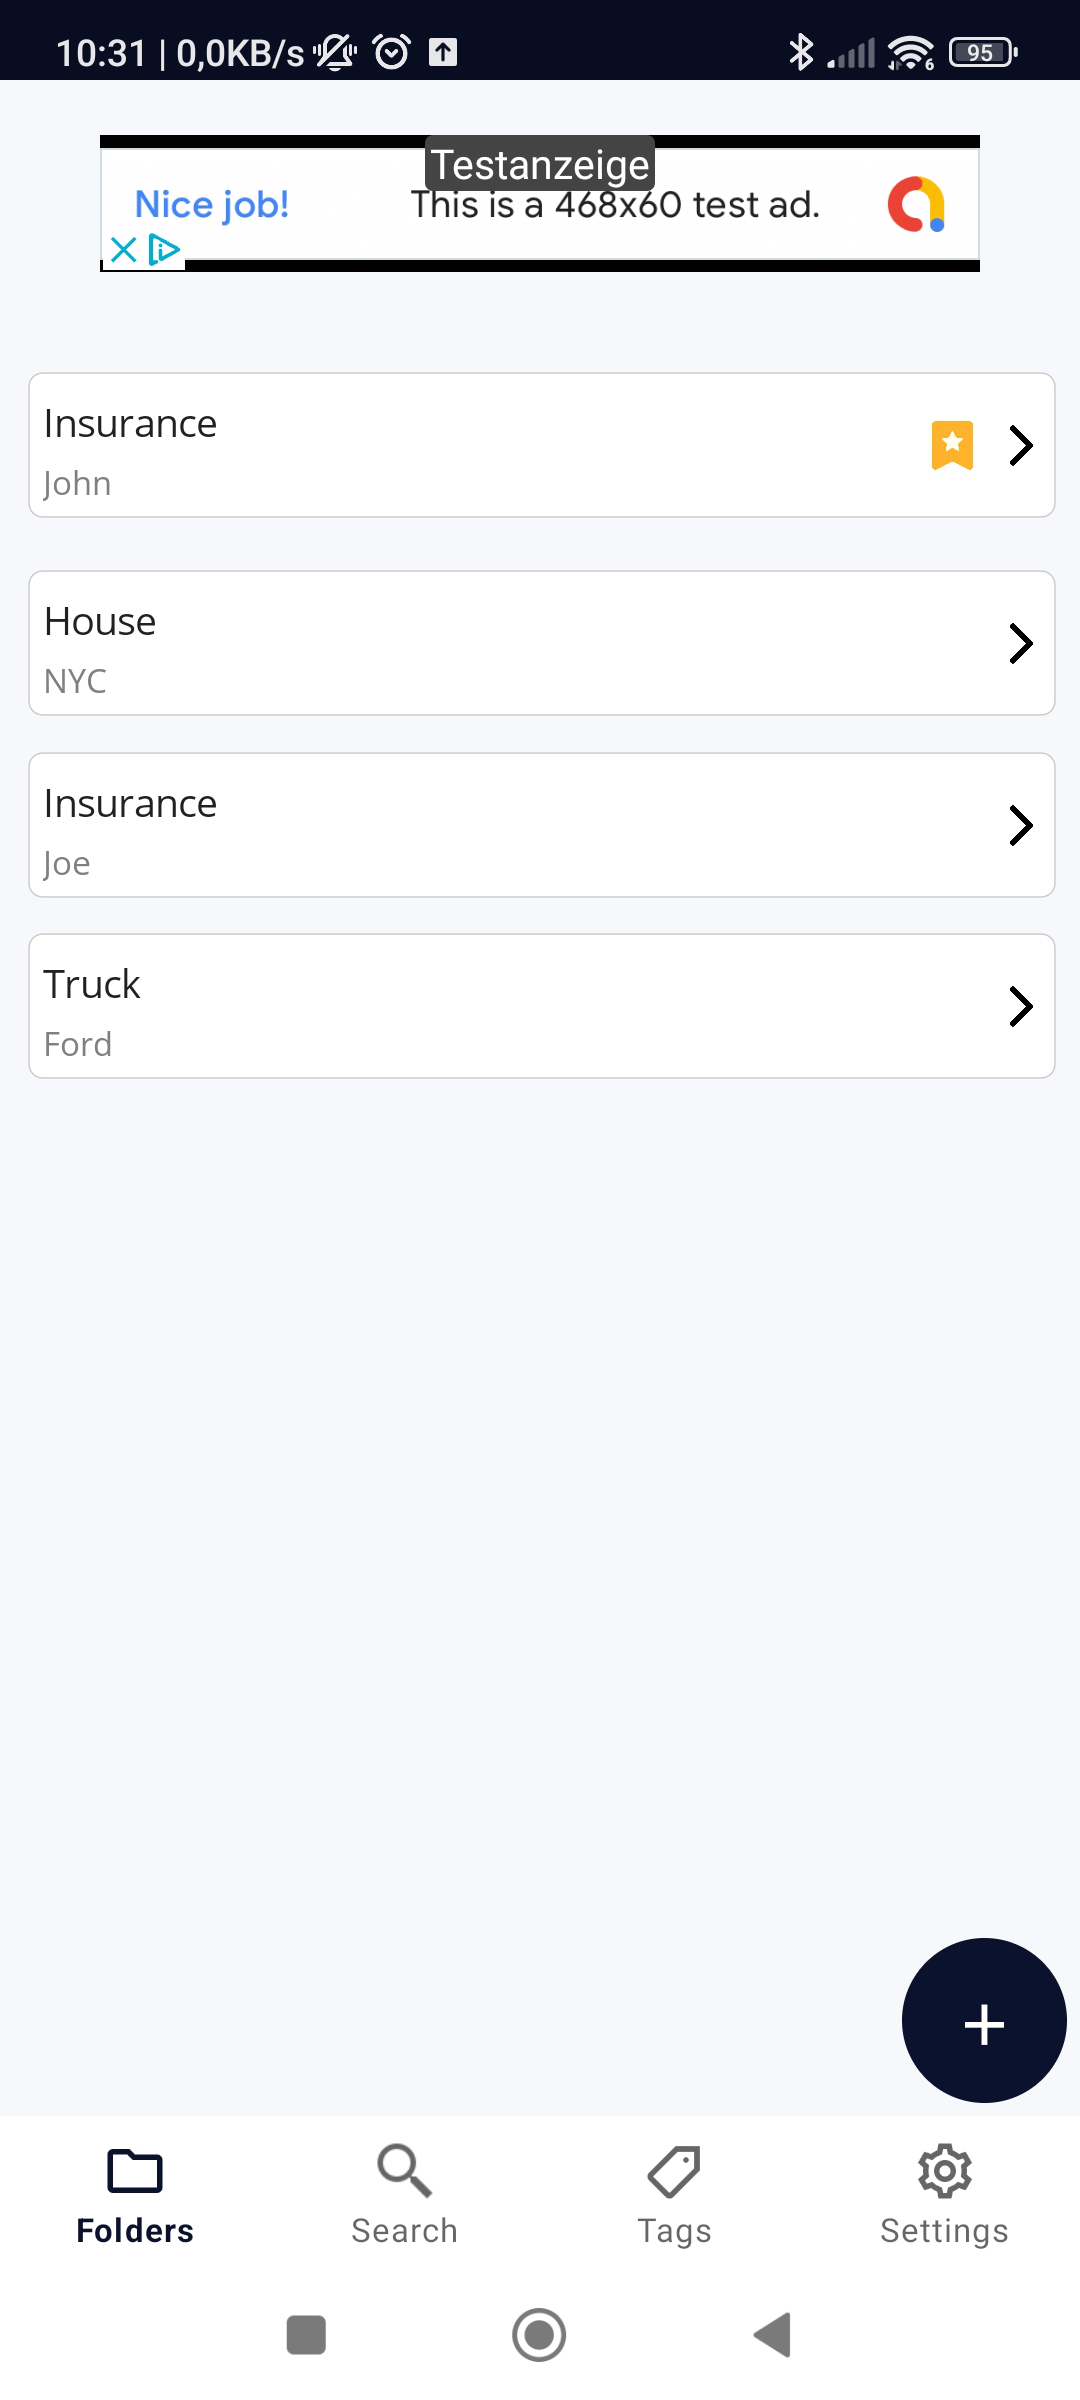 10:31 | 0,0KB/s
6
95
Testanzeige
Nice job!
This is a 468x60 test ad.
Insurance
John
House
NYC
Insurance
Joe
Truck
Ford
Folders
Search
Tags
Settings